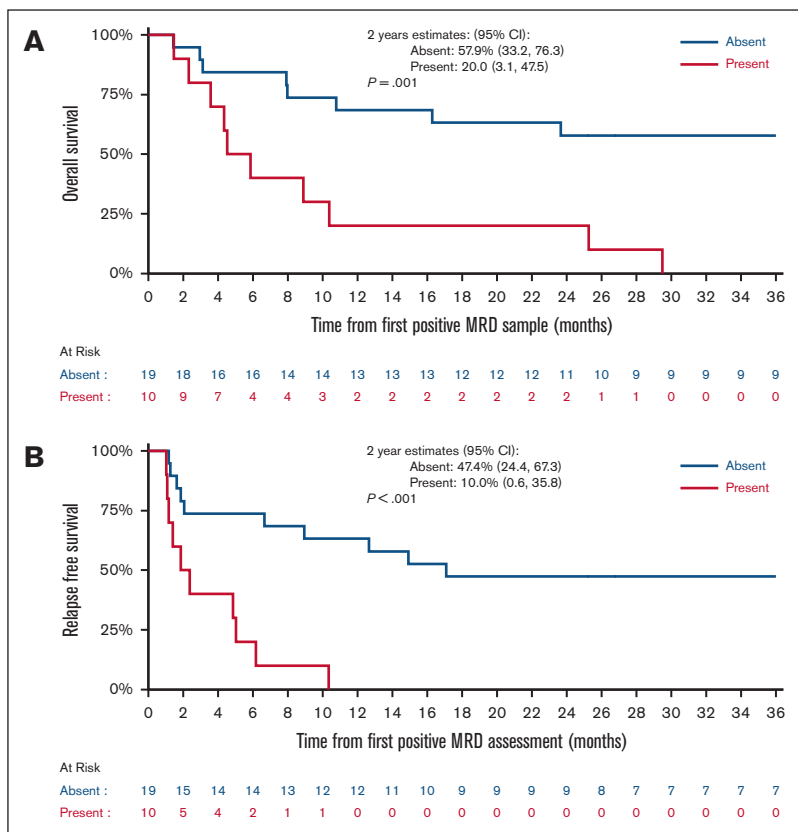 A
100%
75%
50%
25%
0%
Overall survival
2 years estimates: (95% CI):
Absent: 57.9% (33.2, 76.3)
Present: 20.0 (3.1, 47.5)
P = .001
Absent
Present
0 2 4 6 8 10 12 14 16 18 20 22 24 26 28 30 32 34 36
Time from first positive MRD sample (months)
At Risk
Absent : 19 18 16 16 14 14 13 13 13 12 12 12 11 10 9 9 9 9 9
Present : 10 9 7 4 4 3 2 2 2 2 2 2 2 1 1 0 0 0 0
B
100%
75%
50%
25%
0%
Relapse free survival
2 year estimates (95% CI):
Absent: 47.4% (24.4, 67.3)
Present: 10.0% (0.6, 35.8)
P < .001
Absent
Present
0 2 4 6 8 10 12 14 16 18 20 22 24 26 28 30 32 34 36
Time from first positive MRD assessment (months)
At Risk
Absent : 19 15 14 14 13 12 12 11 10 9 9 9 9 8 7 7 7 7 7
Present : 10 5 4 2 1 1 0 0 0 0 0 0 0 0 0 0 0 0 0